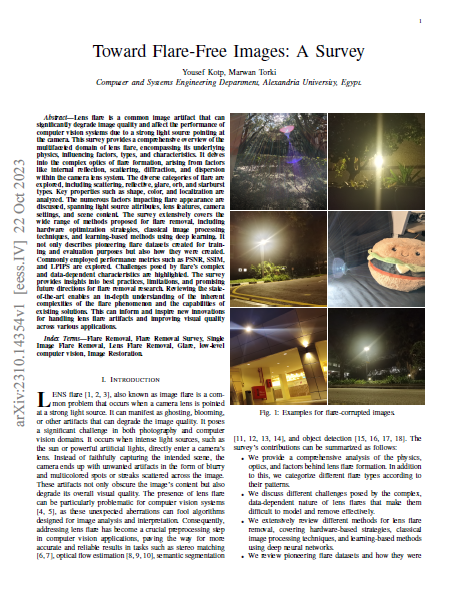 1
Toward Flare-Free Images: A Survey
Yousef Kotp, Marwan Torki
Computer and Systems Engineering Department, Alexandria University, Egypt.
arXiv:2310.14354v1 [eess.IV] 22 Oct 2023
Abstract—Lens flare is a common image artifact that can
significantly degrade image quality and affect the performance of
computer vision systems due to a strong light source pointing at
the camera. This survey provides a comprehensive overview of the
multifaceted domain of lens flare, encompassing its underlying
physics, influencing factors, types, and characteristics. It delves
into the complex optics of flare formation, arising from factors
like internal reflection, scattering, diffraction, and dispersion
within the camera lens system. The diverse categories of flare are
explored, including scattering, reflective, glare, orb, and starburst
types. Key properties such as shape, color, and localization are
analyzed. The numerous factors impacting flare appearance are
discussed, spanning light source attributes, lens features, camera
settings, and scene content. The survey extensively covers the
wide range of methods proposed for flare removal, including
hardware optimization strategies, classical image processing
techniques, and learning-based methods using deep learning. It
not only describes pioneering flare datasets created for train-
ing and evaluation purposes but also how they were created.
Commonly employed performance metrics such as PSNR, SSIM,
and LPIPS are explored. Challenges posed by flare's complex
and data-dependent characteristics are highlighted. The survey
provides insights into best practices, limitations, and promising
future directions for flare removal research. Reviewing the state-
of-the-art enables an in-depth understanding of the inherent
complexities of the flare phenomenon and the capabilities of
existing solutions. This can inform and inspire new innovations
for handling lens flare artifacts and improving visual quality
across various applications.
Index Terms—Flare Removal, Flare Removal Survey, Single
Image Flare Removal, Lens Flare Removal, Glare, low-level
computer vision, Image Restoration.
I. INTRODUCTION
LENS flare [1, 2, 3], also known as image flare is a com-
mon problem that occurs when a camera lens is pointed
at a strong light source. It can manifest as ghosting, blooming,
or other artifacts that can degrade the image quality. It poses
a significant challenge in both photography and computer
vision domains. It occurs when intense light sources, such as
the sun or powerful artificial lights, directly enter a camera's
lens. Instead of faithfully capturing the intended scene, the
camera ends up with unwanted artifacts in the form of blurry
and multicolored spots or streaks scattered across the image.
These artifacts not only obscure the image's content but also
degrade its overall visual quality. The presence of lens flare
can be particularly problematic for computer vision systems
[4, 5], as these unexpected aberrations can fool algorithms
designed for image analysis and interpretation. Consequently,
addressing lens flare has become a crucial preprocessing step
in computer vision applications, paving the way for more
accurate and reliable results in tasks such as stereo matching
[6, 7], optical flow estimation [8, 9, 10], semantic segmentation
Fig. 1: Examples for flare-corrupted images.
[11, 12, 13, 14], and object detection [15, 16, 17, 18]. The
survey's contributions can be summarized as follows:
• We provide a comprehensive analysis of the physics,
optics, and factors behind lens flare formation. In addition
to this, we categorize different flare types according to
their patterns.
• We discuss different challenges posed by the complex,
data-dependent nature of lens flares that make them
difficult to model and remove effectively.
• We extensively review different methods for lens flare
removal, covering hardware-based strategies, classical
image processing techniques, and learning-based methods
using deep neural networks.
• We review pioneering flare datasets and how they were